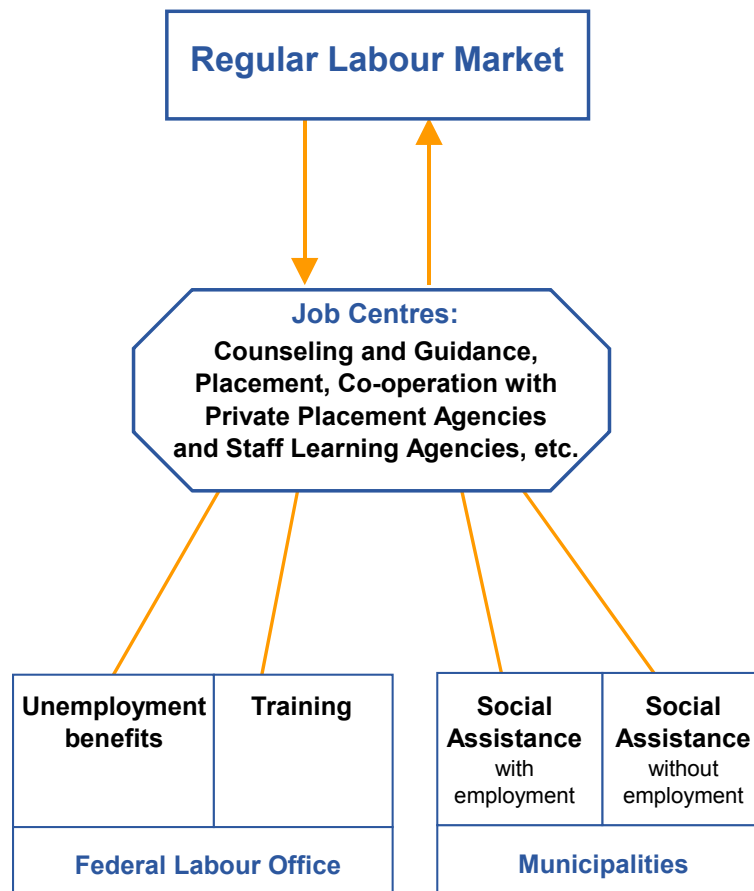 Regular Labour Market
Job Centres:
Counseling and Guidance,
Placement, Co-operation with
Private Placement Agencies
and Staff Learning Agencies, etc.
Unemployment
benefits
Training
Social
Assistance
with
employment
Social
Assistance
without
employment
Federal Labour Office
Municipalities